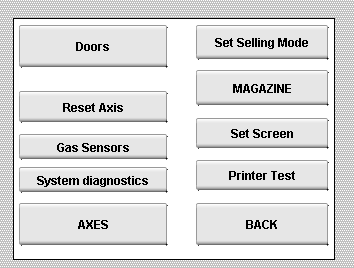 Doors
Set Selling Mode
MAGAZINE
Reset Axis
Set Screen
Gas Sensors
System diagnostics
Printer Test
AXES
BACK